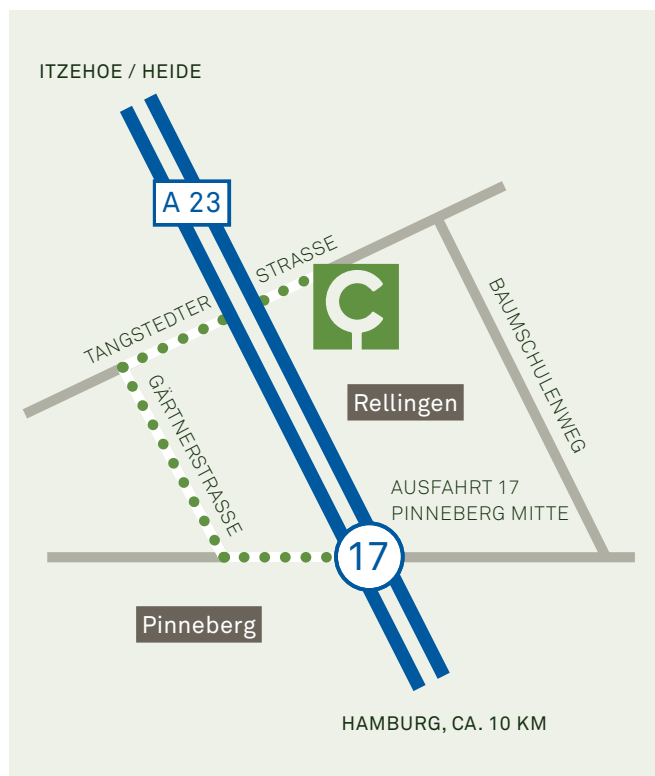 ITZEHOE / HEIDE
A 23
TANGSTEDTER STRASSE
GÄRTNERSTRASSE
BAUMSCHULENWEG
Rellingen
AUSFAHRT 17
PINNEBERG MITTE
17
Pinneberg
HAMBURG, CA. 10 KM